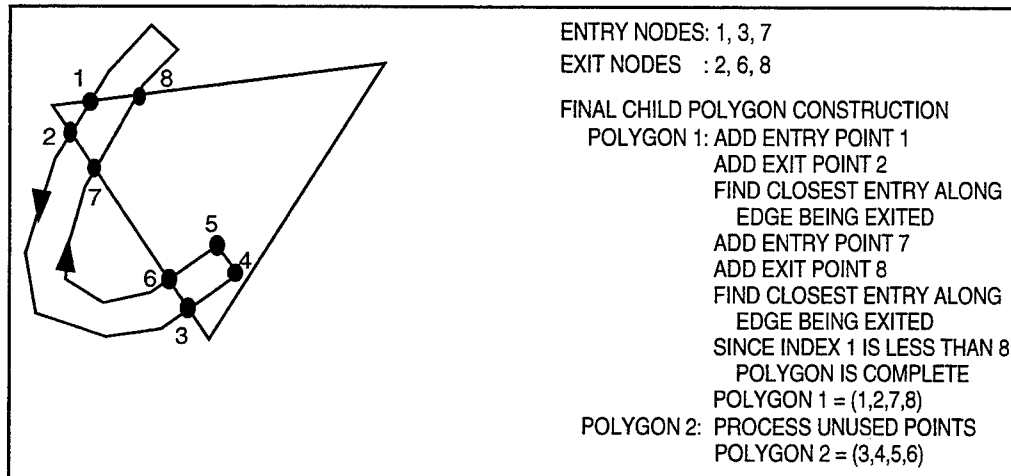 1
8
2
7
5
6
4
3
ENTRY NODES: 1, 3, 7
EXIT NODES : 2, 6, 8
FINAL CHILD POLYGON CONSTRUCTION
POLYGON 1: ADD ENTRY POINT 1
ADD EXIT POINT 2
FIND CLOSEST ENTRY ALONG
EDGE BEING EXITED
ADD ENTRY POINT 7
ADD EXIT POINT 8
FIND CLOSEST ENTRY ALONG
EDGE BEING EXITED
SINCE INDEX 1 IS LESS THAN 8
POLYGON IS COMPLETE
POLYGON 1 = (1,2,7,8)
POLYGON 2: PROCESS UNUSED POINTS
POLYGON 2 = (3,4,5,6)